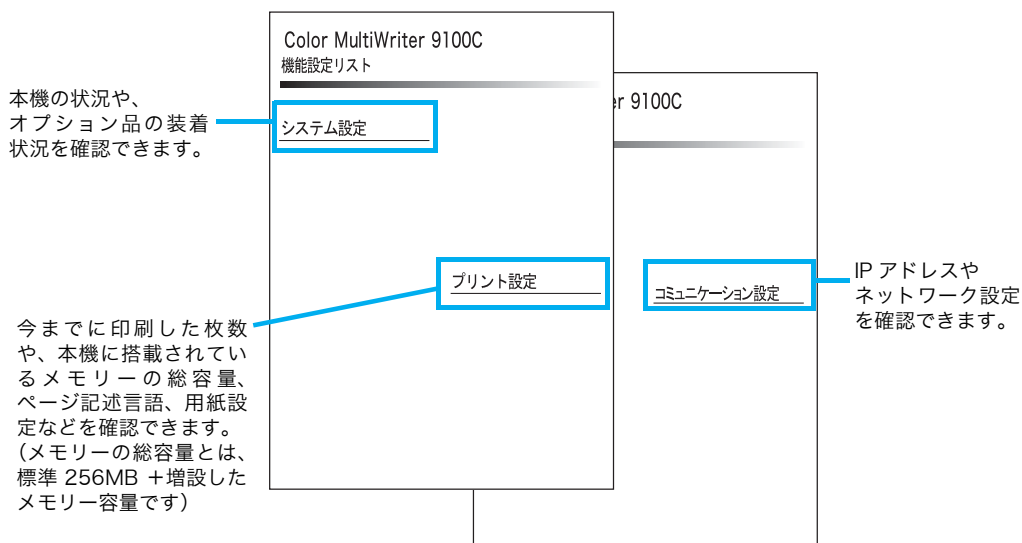 Color MultiWriter 9100C
機能設定リスト
本機の状況や、
オプション品の装着
状況を確認できます。
システム設定
er 9100C
プリント設定
コミュニケーション設定
IP アドレスや
ネットワーク設定
を確認できます。
今までに印刷した枚数
や、本機に搭載されてい
るメモリーの総容量、
ページ記述言語、用紙設
定などを確認できます。
(メモリーの総容量とは、
標準 256MB +増設した
メモリー容量です)